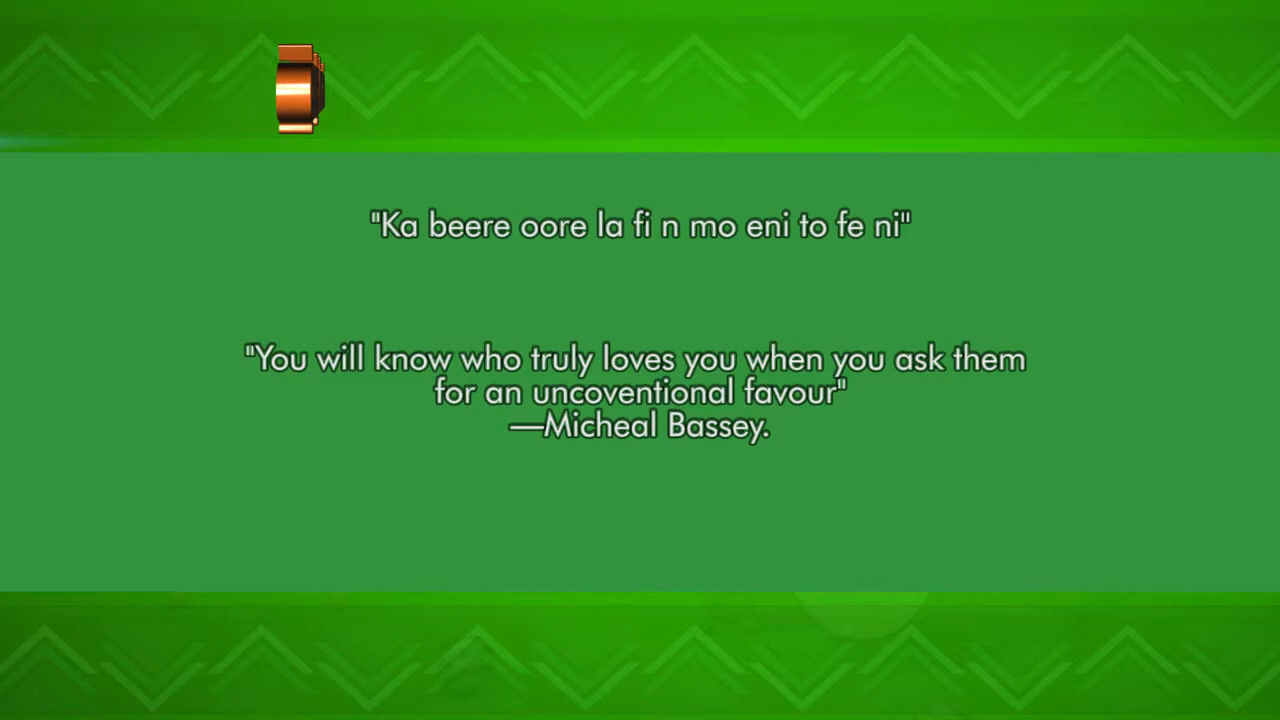 "Ka beere oore la fi n mo eni to fe ni"
"You will know who truly loves you when you ask them
for an uncoventional favour"
—Micheal Bassey.